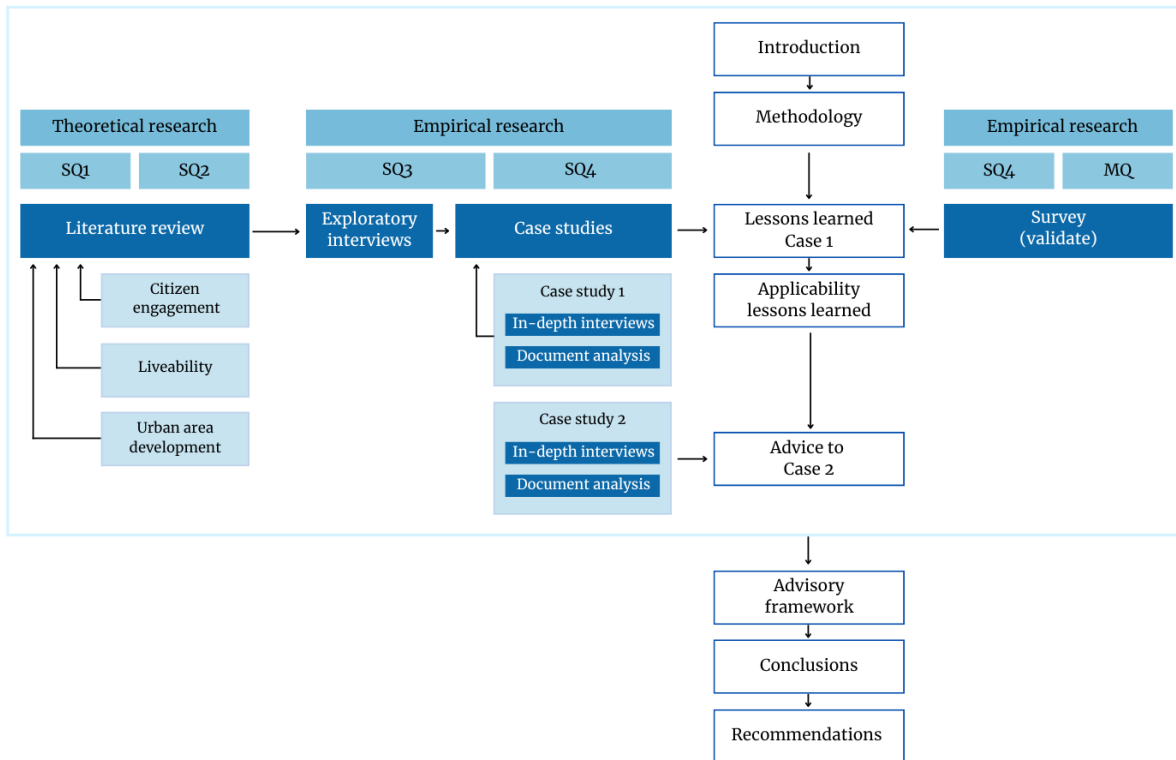 Introduction
Methodology
Theoretical research
SQ1
SQ2
Literature review
Citizen
engagement
Liveability
Urban area
development
Empirical research
SQ3
SQ4
Exploratory
interviews
Case studies
Case study 1
In-depth interviews
Document analysis
Case study 2
In-depth interviews
Document analysis
Lessons learned
Case 1
Applicability
lessons learned
Advice to
Case 2
Empirical research
SQ4
MQ
Survey
(validate)
Advisory
framework
Conclusions
Recommendations